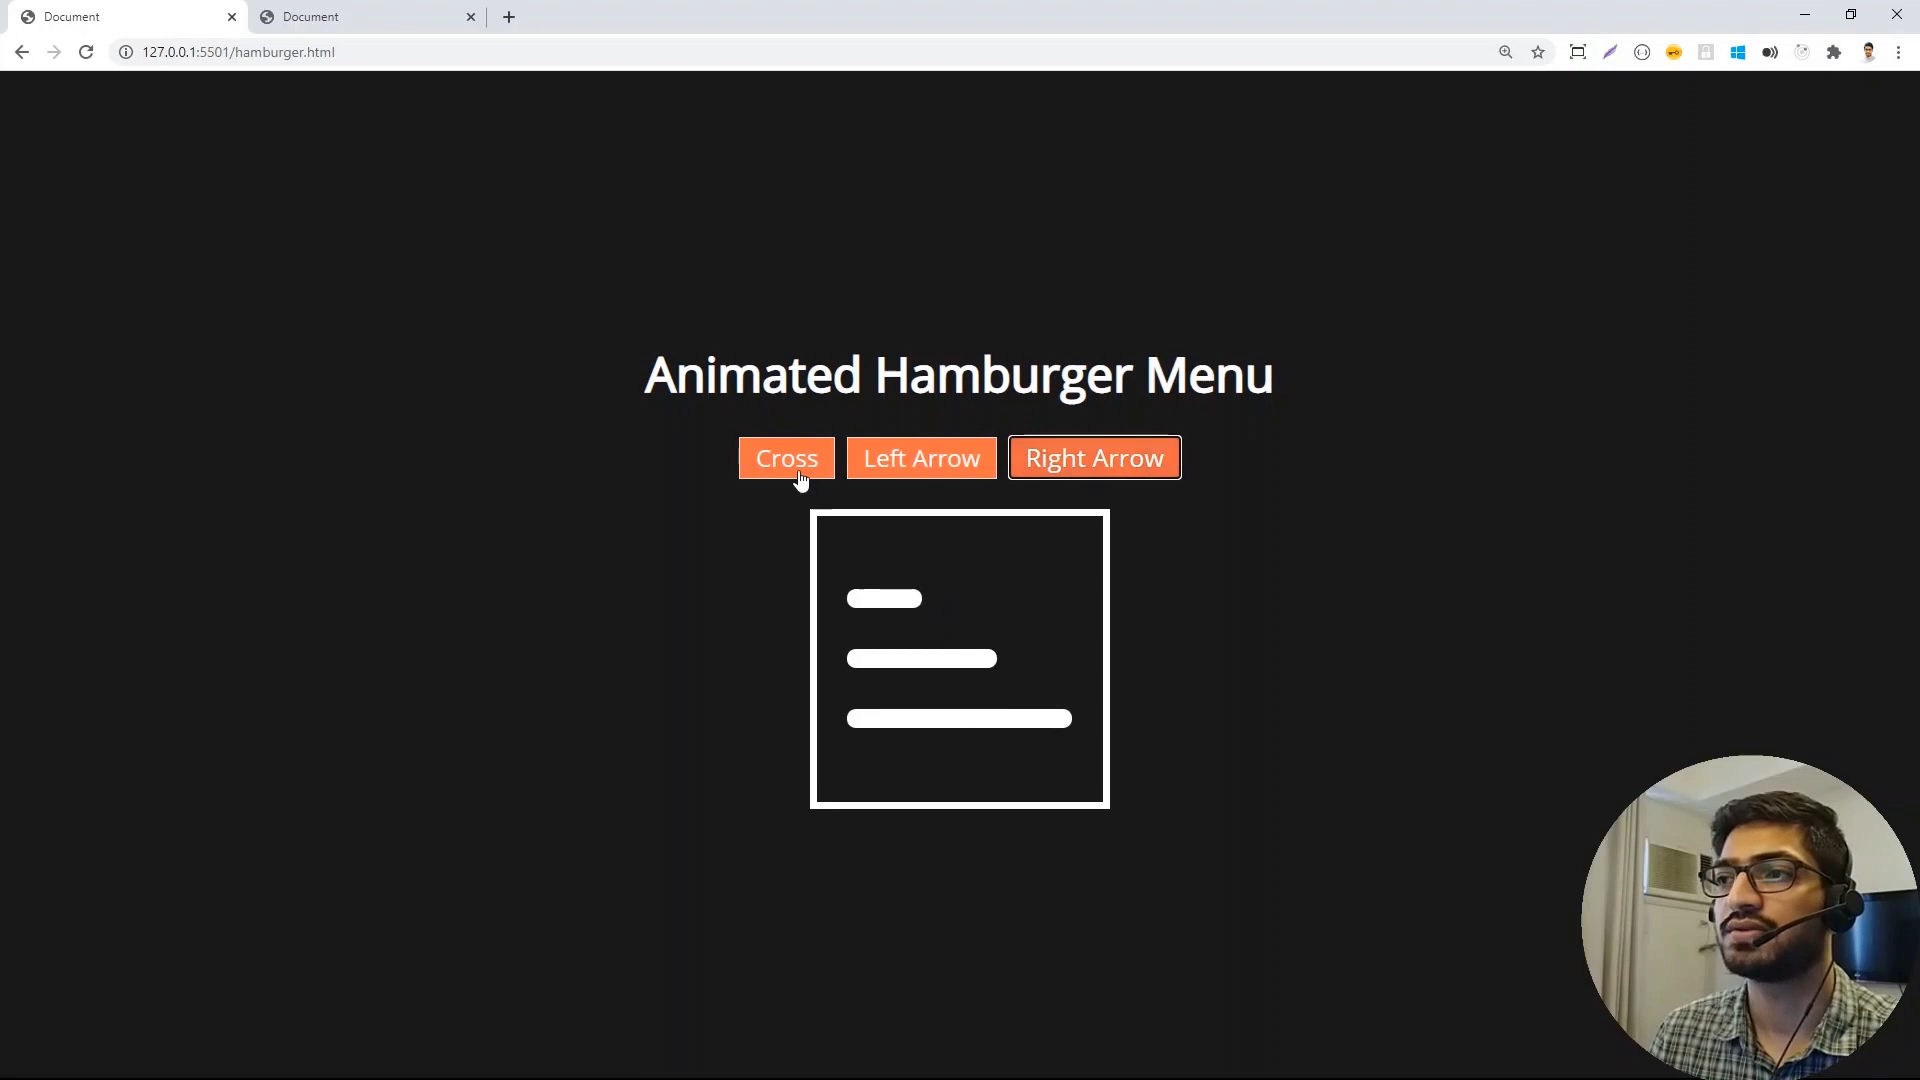 Document
Document
127.0.0.1:5501/hamburger.html
Animated Hamburger Menu
Cross
Left Arrow
Right Arrow